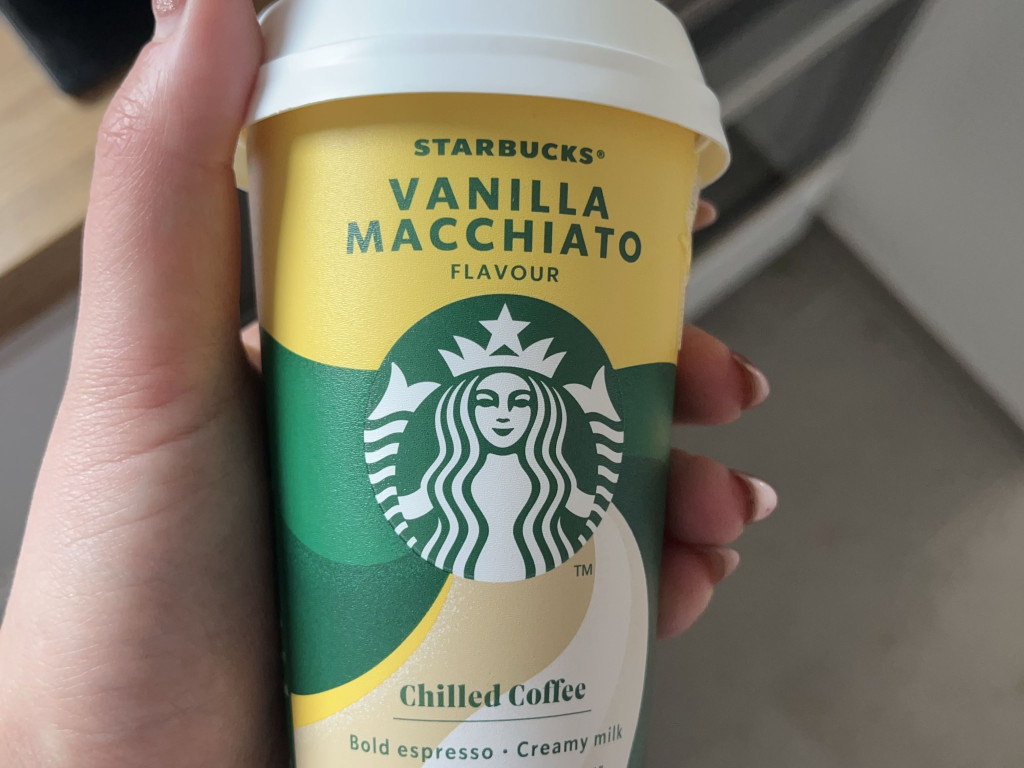 STARBUCKS®
VANILLA
MACCHIATO
FLAVOUR
TM
Chilled Coffee
Bold espresso · Creamy milk